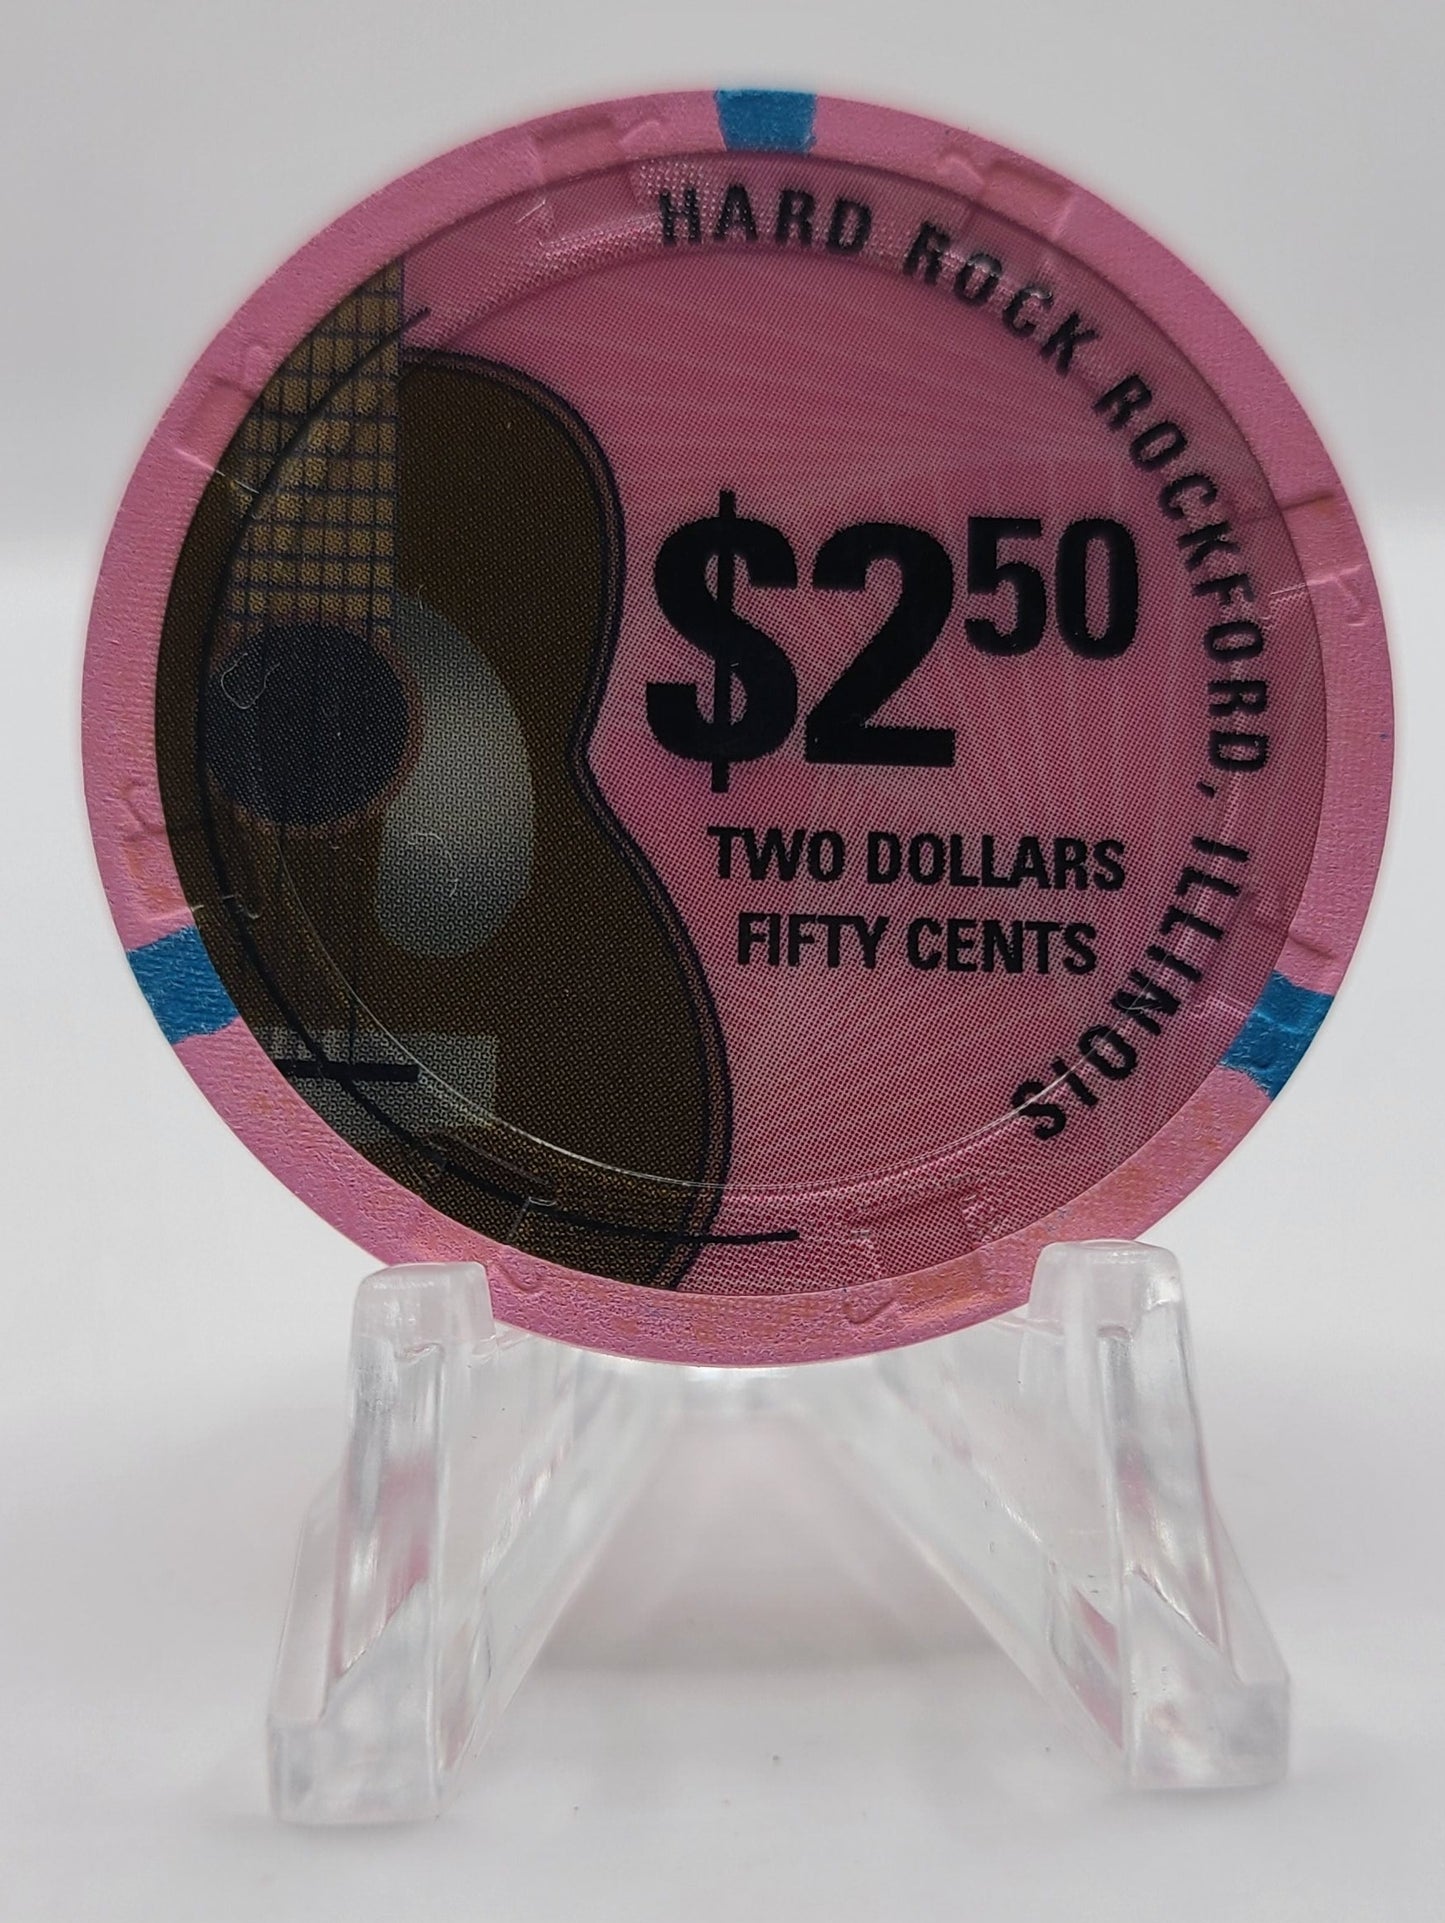 HARD ROCK ROCKFORD, ILLINOIS
$2.50
TWO DOLLARS
FIFTY CENTS